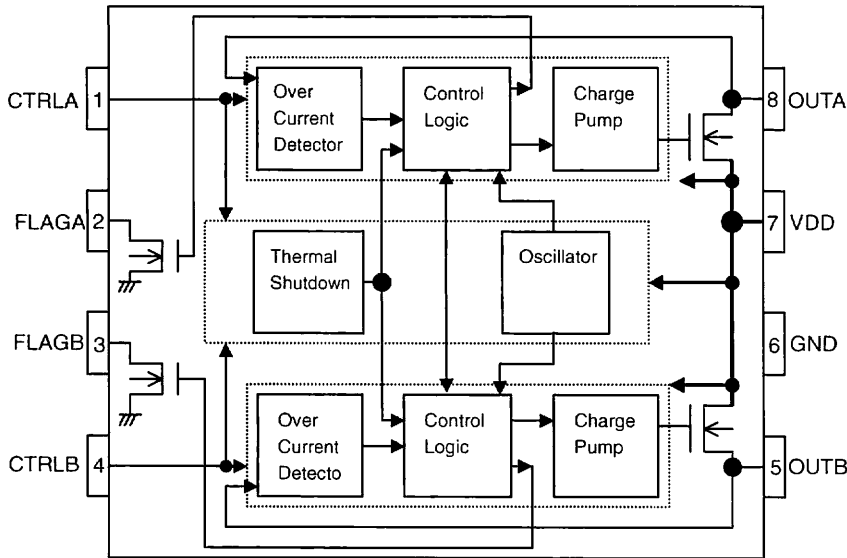 CTRLA 1
Over
Current
Detector
Control
Logic
Charge
Pump
8 OUTA
FLAGA 2
Thermal
Shutdown
Oscillator
7 VDD
FLAGB 3
6 GND
CTRLB 4
Over
Current
Detecto
Control
Logic
Charge
Pump
5 OUTB